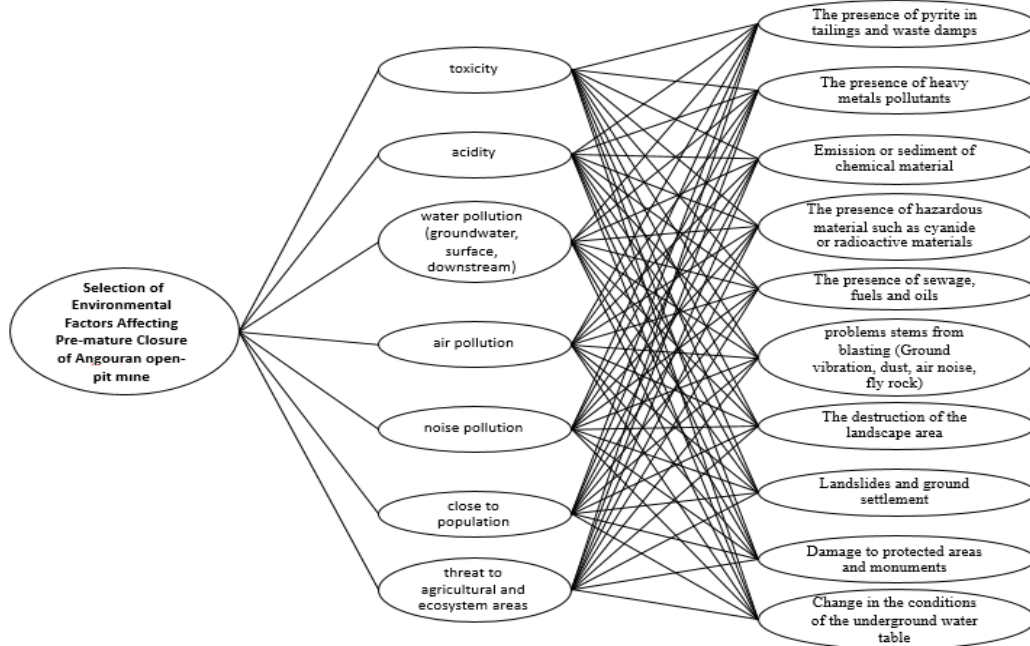 Selection of
Environmental
Factors Affecting
Pre-mature Closure
of Angouran open-
pit mine
toxicity
acidity
water pollution
(groundwater,
surface,
downstream)
air pollution
noise pollution
close to
population
threat to
agricultural and
ecosystem areas
The presence of pyrite in
tailings and waste damps
The presence of heavy
metals pollutants
Emission or sediment of
chemical material
The presence of hazardous
material such as cyanide
or radioactive materials
The presence of sewage,
fuels and oils
problems stems from
blasting (Ground
vibration, dust, air noise,
fly rock)
The destruction of the
landscape area
Landslides and ground
settlement
Damage to protected areas
and monuments
Change in the conditions
of the underground water
table